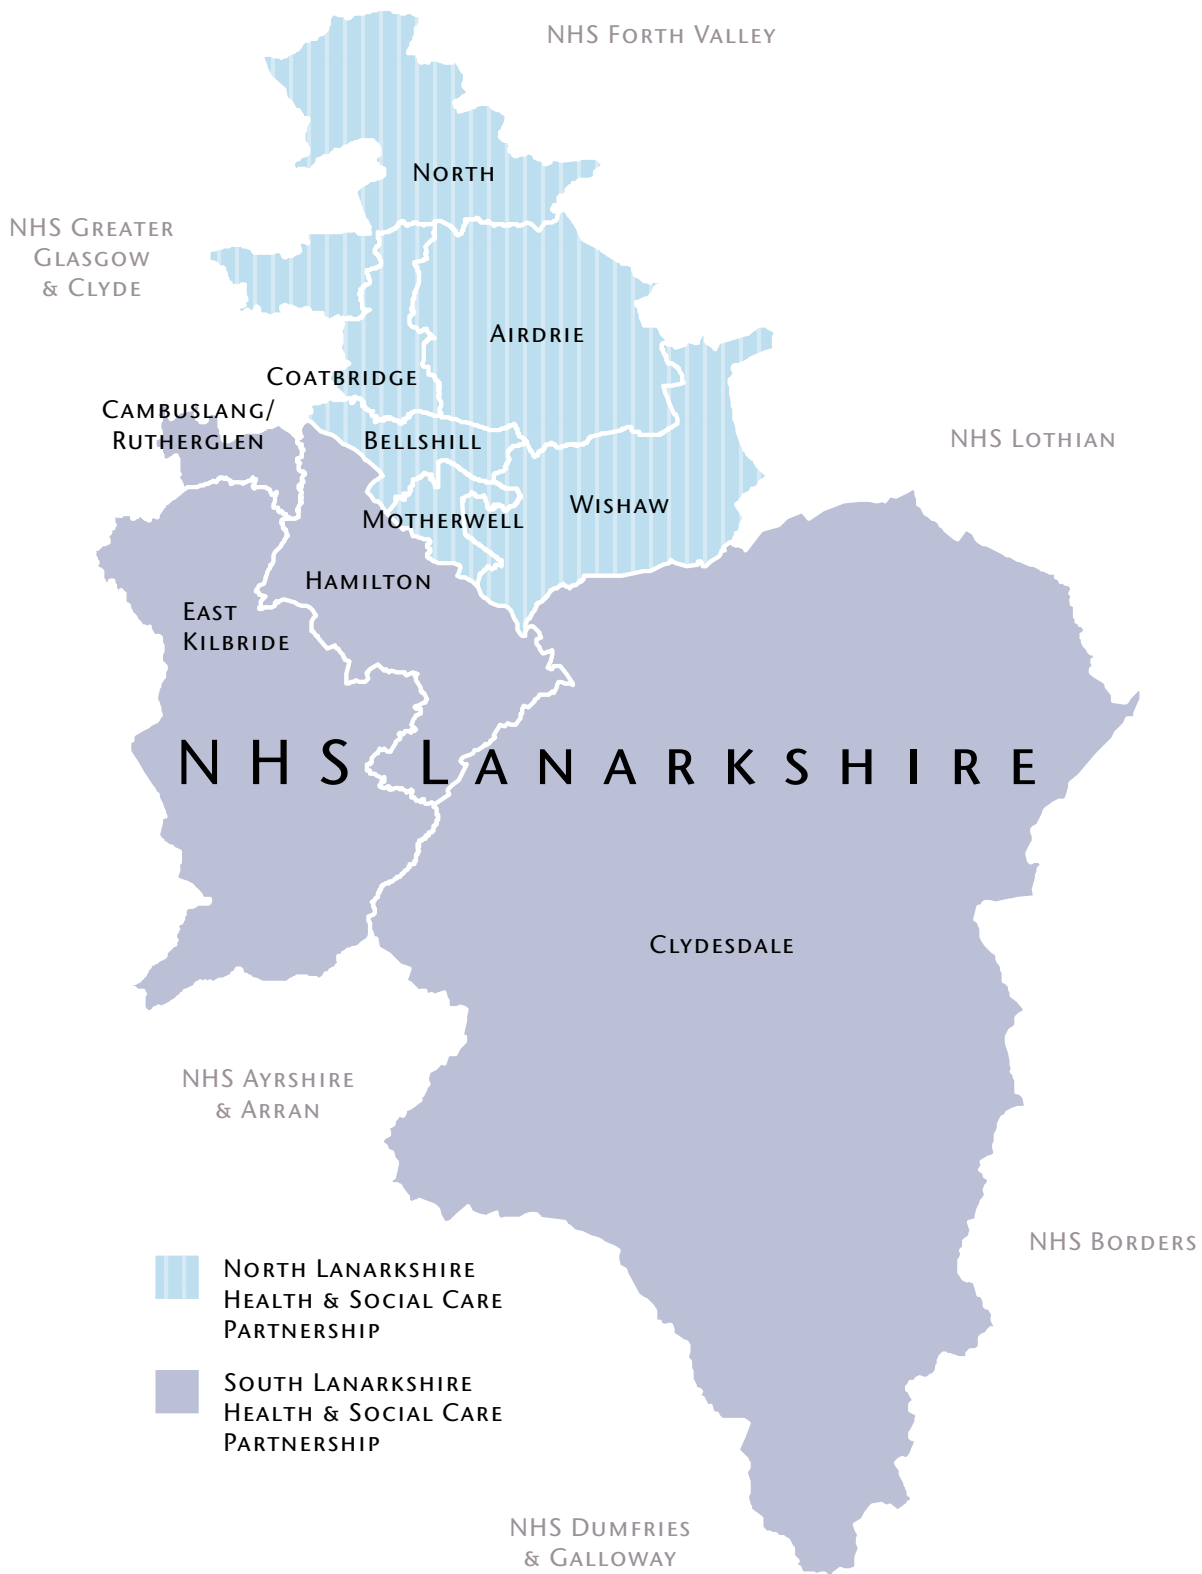 NHS Forth Valley
North
NHS Greater
Glasgow
& Clyde
Airdrie
Coatbridge
Cambuslang/
Rutherglen
Bellshill
NHS Lothian
Wishaw
Motherwell
Hamilton
East
Kilbride
NHS Lanarkshire
Clydesdale
NHS Ayrshire
& Arran
NHS Borders
North Lanarkshire
Health & Social Care
Partnership
South Lanarkshire
Health & Social Care
Partnership
NHS Dumfries
& Galloway